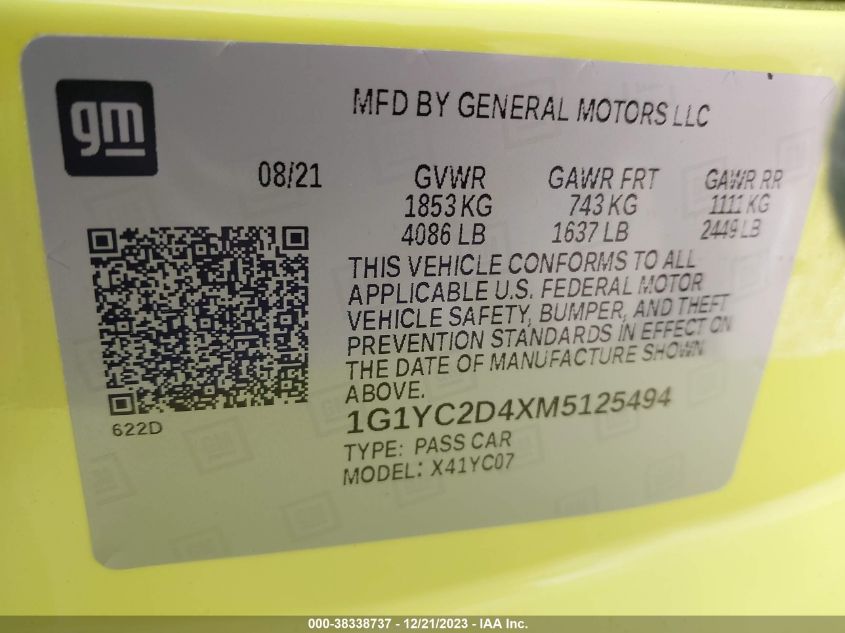 gm
MFD BY GENERAL MOTORS LLC
08/21 GVWR GAWR FRT GAWR RR
1853 KG 743 KG 1111 KG
4086 LB 1637 LB 2449 LB
THIS VEHICLE CONFORMS TO ALL
APPLICABLE U.S. FEDERAL MOTOR
VEHICLE SAFETY, BUMPER, AND THEFT
PREVENTION STANDARDS IN EFFECT ON
THE DATE OF MANUFACTURE SHOWN
ABOVE.
1G1YC2D4XM5125494
622D
TYPE: PASS CAR
MODEL: X41YC07
000-38338737 - 12/21/2023 - IAA Inc.